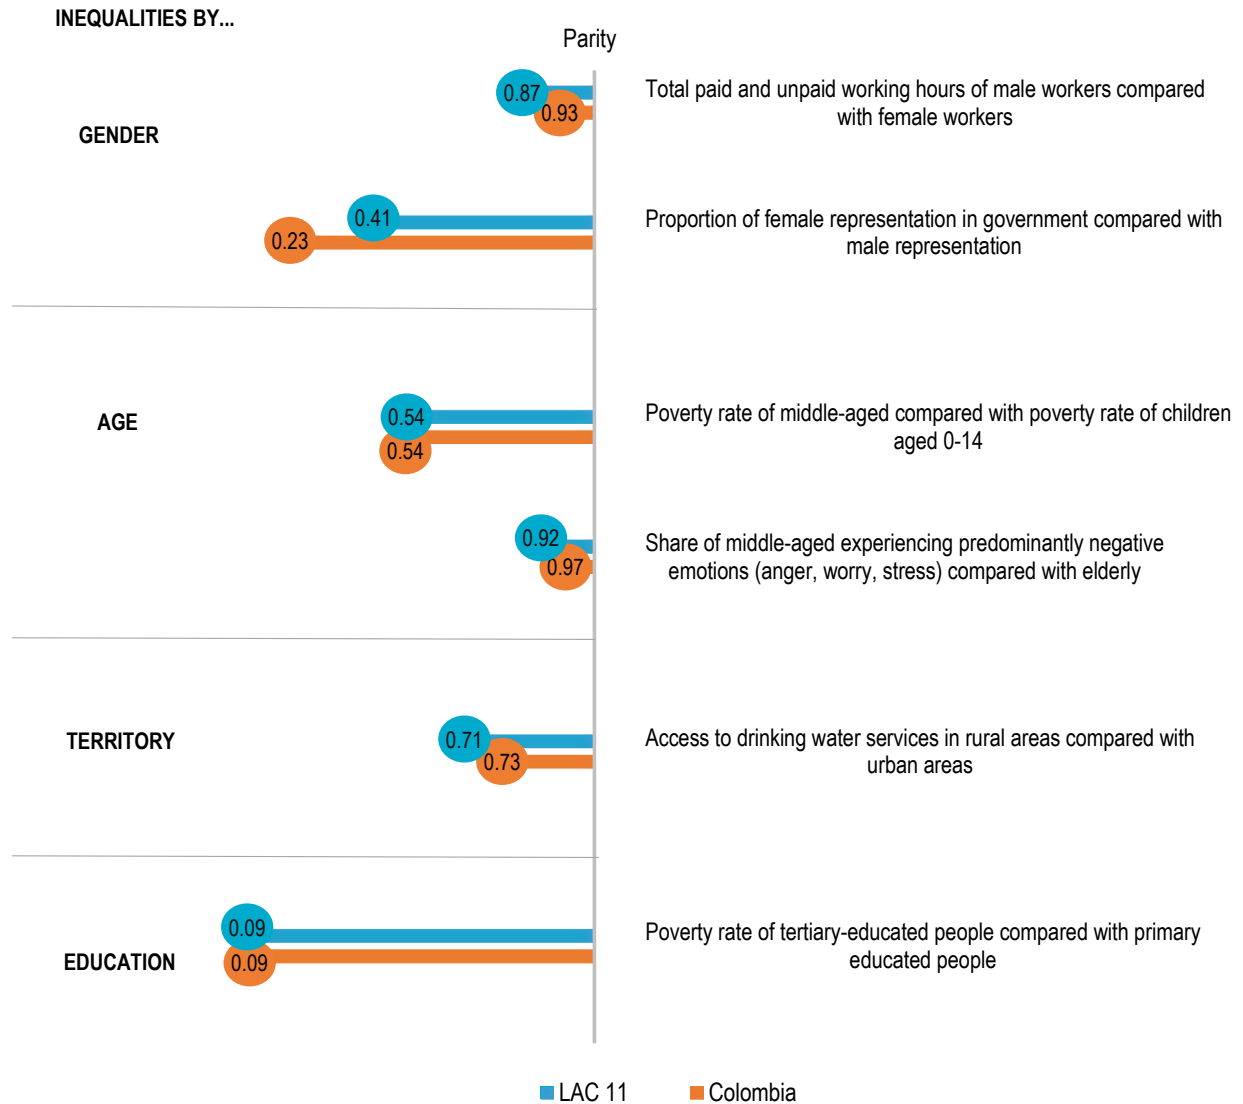 INEQUALITIES BY...
Parity
GENDER
0.87
0.93
Total paid and unpaid working hours of male workers compared
with female workers
0.41
0.23
Proportion of female representation in government compared with
male representation
AGE
0.54
0.54
Poverty rate of middle-aged compared with poverty rate of children
aged 0-14
0.92
0.97
Share of middle-aged experiencing predominantly negative
emotions (anger, worry, stress) compared with elderly
TERRITORY
0.71
0.73
Access to drinking water services in rural areas compared with
urban areas
EDUCATION
0.09
0.09
Poverty rate of tertiary-educated people compared with primary
educated people
LAC 11
Colombia